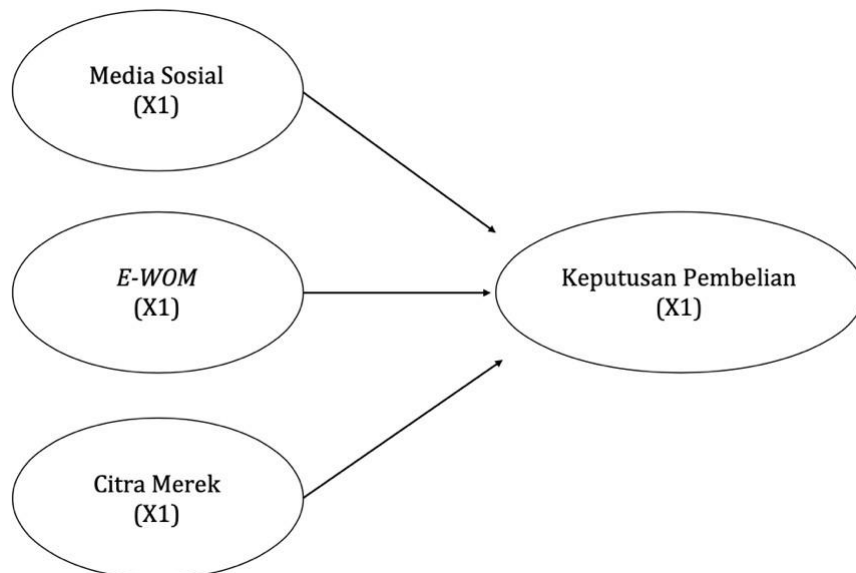 Media Sosial
(X1)
E-WOM
(X1)
Keputusan Pembelian
(X1)
Citra Merek
(X1)